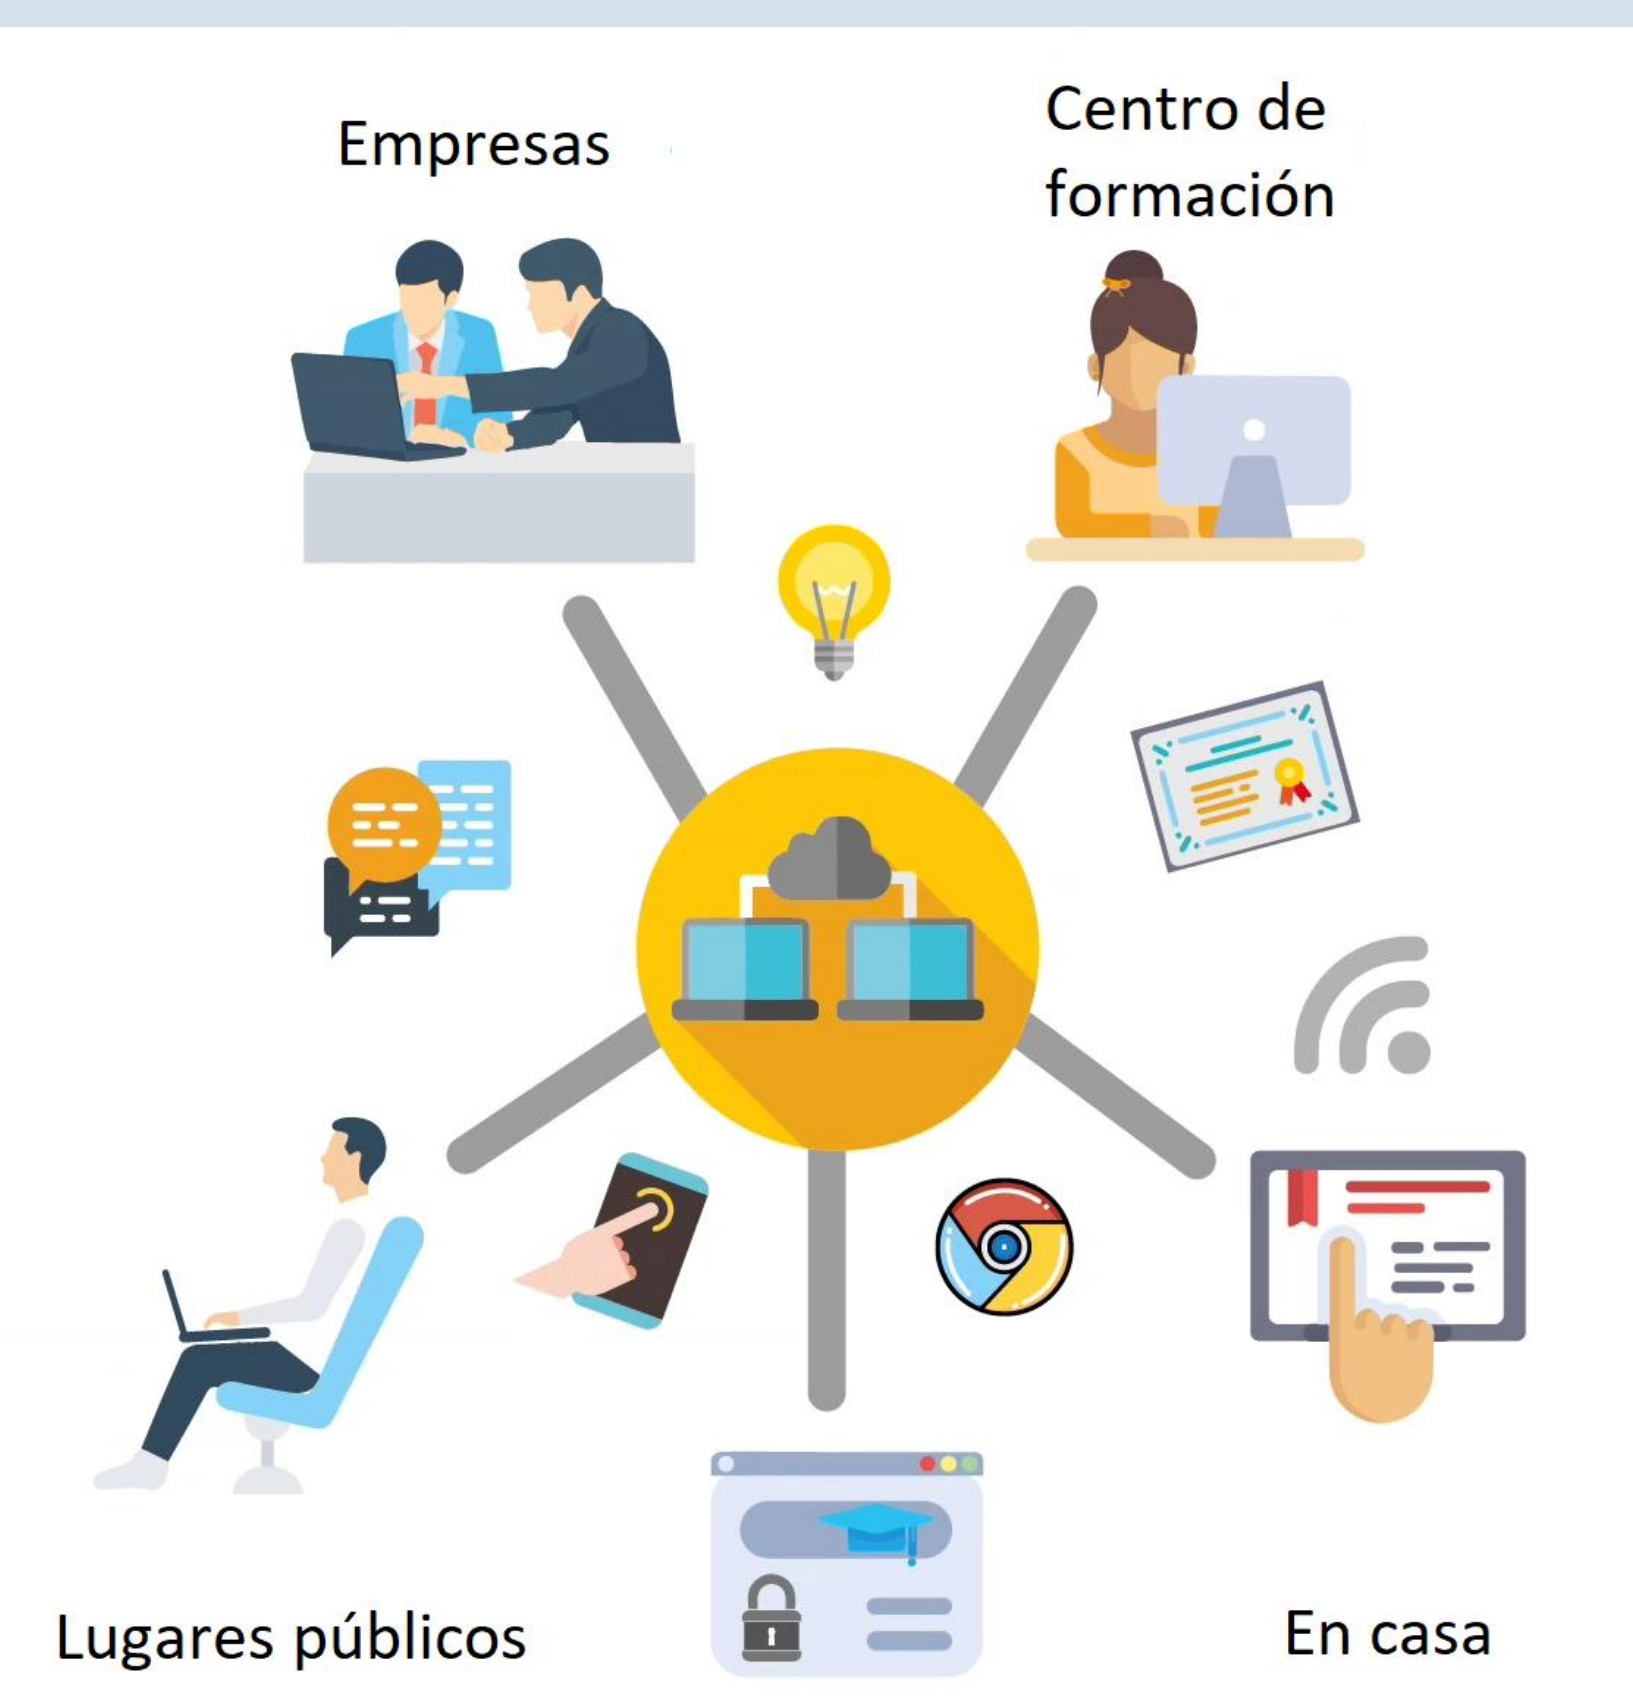 Empresas
Centro de
formación
Lugares públicos
En casa